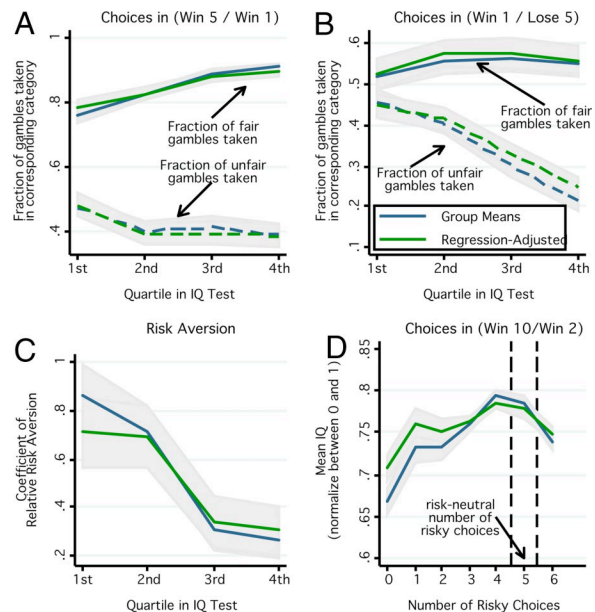 A
Choices in (Win 5 / Win 1)
Fraction of gambles taken
in corresponding category
1
.8
.6
.4
Fraction of fair
gambles taken
Fraction of unfair
gambles taken
1st 2nd 3rd 4th
Quartile in IQ Test
B
Choices in (Win 1 / Lose 5)
Fraction of gambles taken
in corresponding category
.6
.5
.4
.3
.2
.1
Fraction of fair
gambles taken
Fraction of unfair
gambles taken
Group Means
Regression-Adjusted
1st 2nd 3rd 4th
Quartile in IQ Test
C
Risk Aversion
Coefficient of
Relative Risk Aversion
1
.8
.6
.4
.2
1st 2nd 3rd 4th
Quartile in IQ Test
D
Choices in (Win 10/Win 2)
Mean IQ
(normalize between 0 and 1)
.85
.8
.75
.7
.65
.6
risk-neutral
number of
risky choices
0 1 2 3 4 5 6
Number of Risky Choices